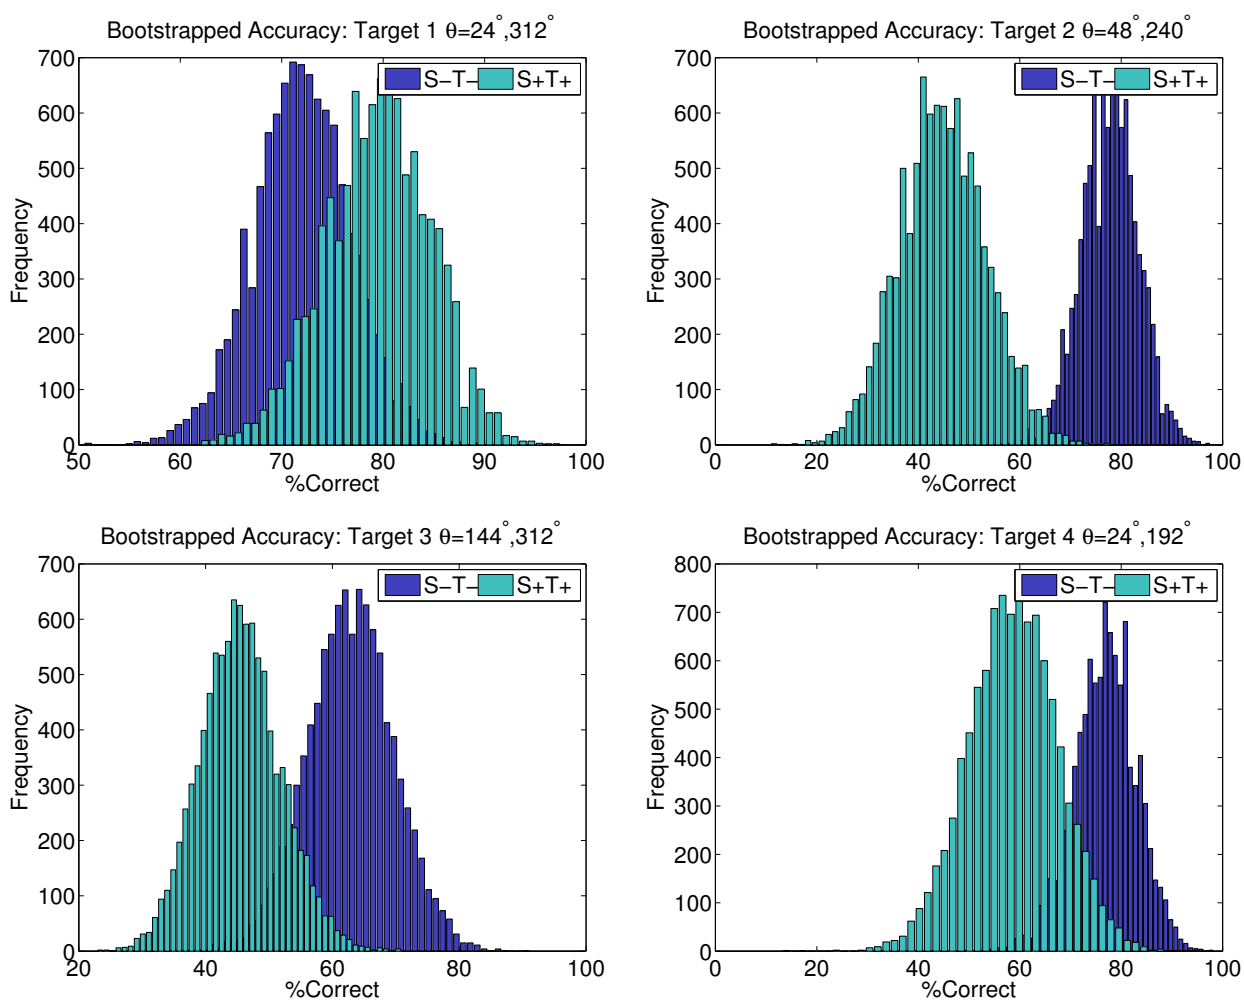 Bootstrapped Accuracy: Target 1 θ=24°,312°
700
600
500
400
300
200
100
0
Frequency
S−T−
S+T+
50
60
70
80
90
100
%Correct
Bootstrapped Accuracy: Target 2 θ=48°,240°
700
600
500
400
300
200
100
0
Frequency
S−T−
S+T+
0
20
40
60
80
100
%Correct
Bootstrapped Accuracy: Target 3 θ=144°,312°
700
600
500
400
300
200
100
0
Frequency
S−T−
S+T+
20
40
60
80
100
%Correct
Bootstrapped Accuracy: Target 4 θ=24°,192°
800
700
600
500
400
300
200
100
0
Frequency
S−T−
S+T+
0
20
40
60
80
100
%Correct